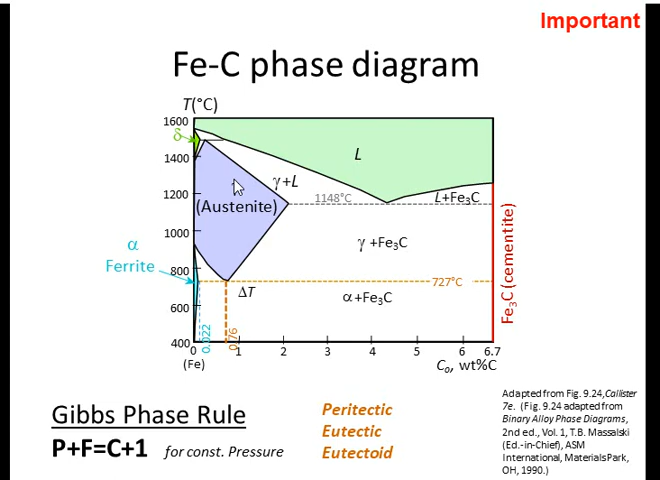 Important
Fe-C phase diagram
T(°C)
1600
δ
1400
L
γ+L
1200
1148°C
L+Fe₃C
(Austenite)
1000
γ +Fe₃C
α
Ferrite
800
727°C
ΔT
α+Fe₃C
600
Fe₃C (cementite)
0.022
0.76
400
0 1 2 3 4 5 6 6.7
(Fe)
Cₒ, wt%C
Gibbs Phase Rule
P+F=C+1 for const. Pressure
Peritectic
Eutectic
Eutectoid
Adapted from Fig. 9.24,Callister
7e. (Fig. 9.24 adapted from
Binary Alloy Phase Diagrams,
2nd ed., Vol. 1, T.B. Massalski
(Ed.-in-Chief), ASM
International, Materials Park,
OH, 1990.)